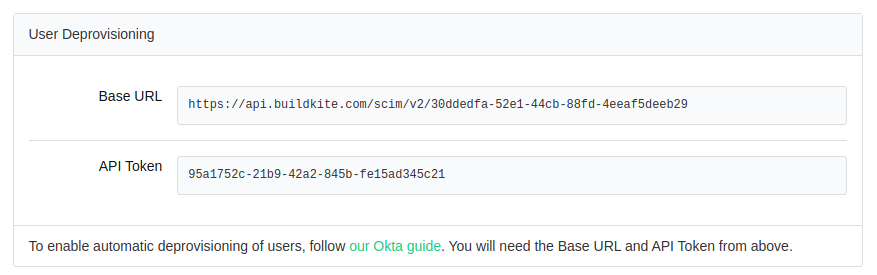 User Deprovisioning
Base URL
https://api.buildkite.com/scim/v2/30ddedfa-52e1-44cb-88fd-4eeaf5deeb29
API Token
95a1752c-21b9-42a2-845b-fe15ad345c21
To enable automatic deprovisioning of users, follow our Okta guide. You will need the Base URL and API Token from above.